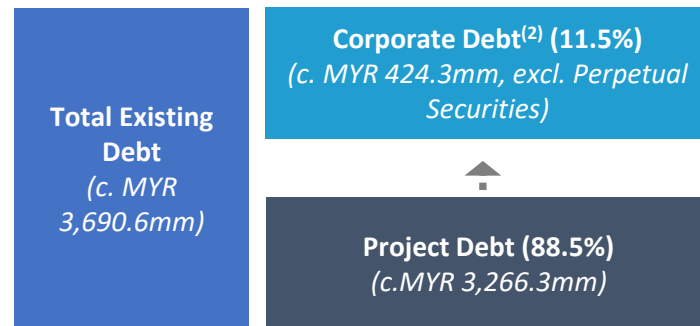 Total Existing
Debt
(c. MYR
3,690.6mm)
Corporate Debt(2) (11.5%)
(c. MYR 424.3mm, excl. Perpetual
Securities)
Project Debt (88.5%)
(c.MYR 3,266.3mm)